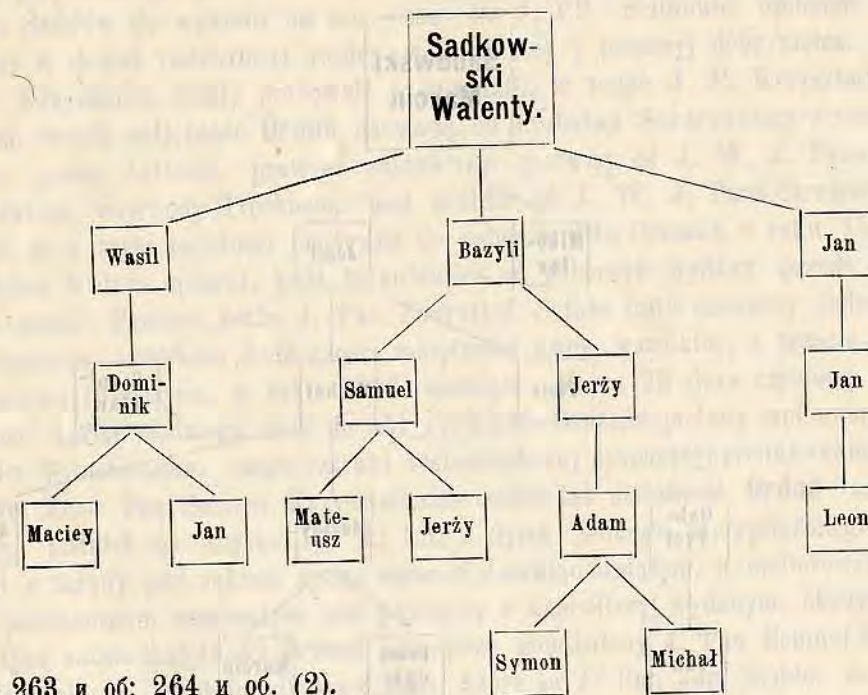 Sadkow-
ski
Walenty.
Wasil
Bazyli
Jan
Domi-
nik
Samuel
Jerży
Jan
Maciey
Jan
Mate-
usz
Jerży
Adam
Leon
Symon
Michał
263 и об; 264 и об. (2).